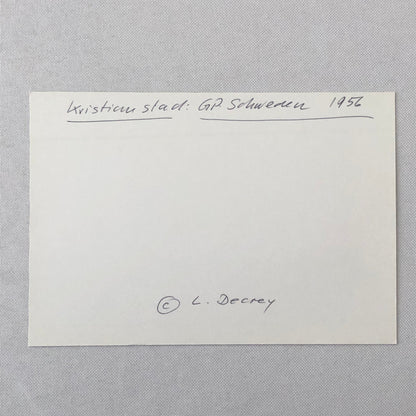 Kristianstad: GP. Schweden 1956
© L. Decrey